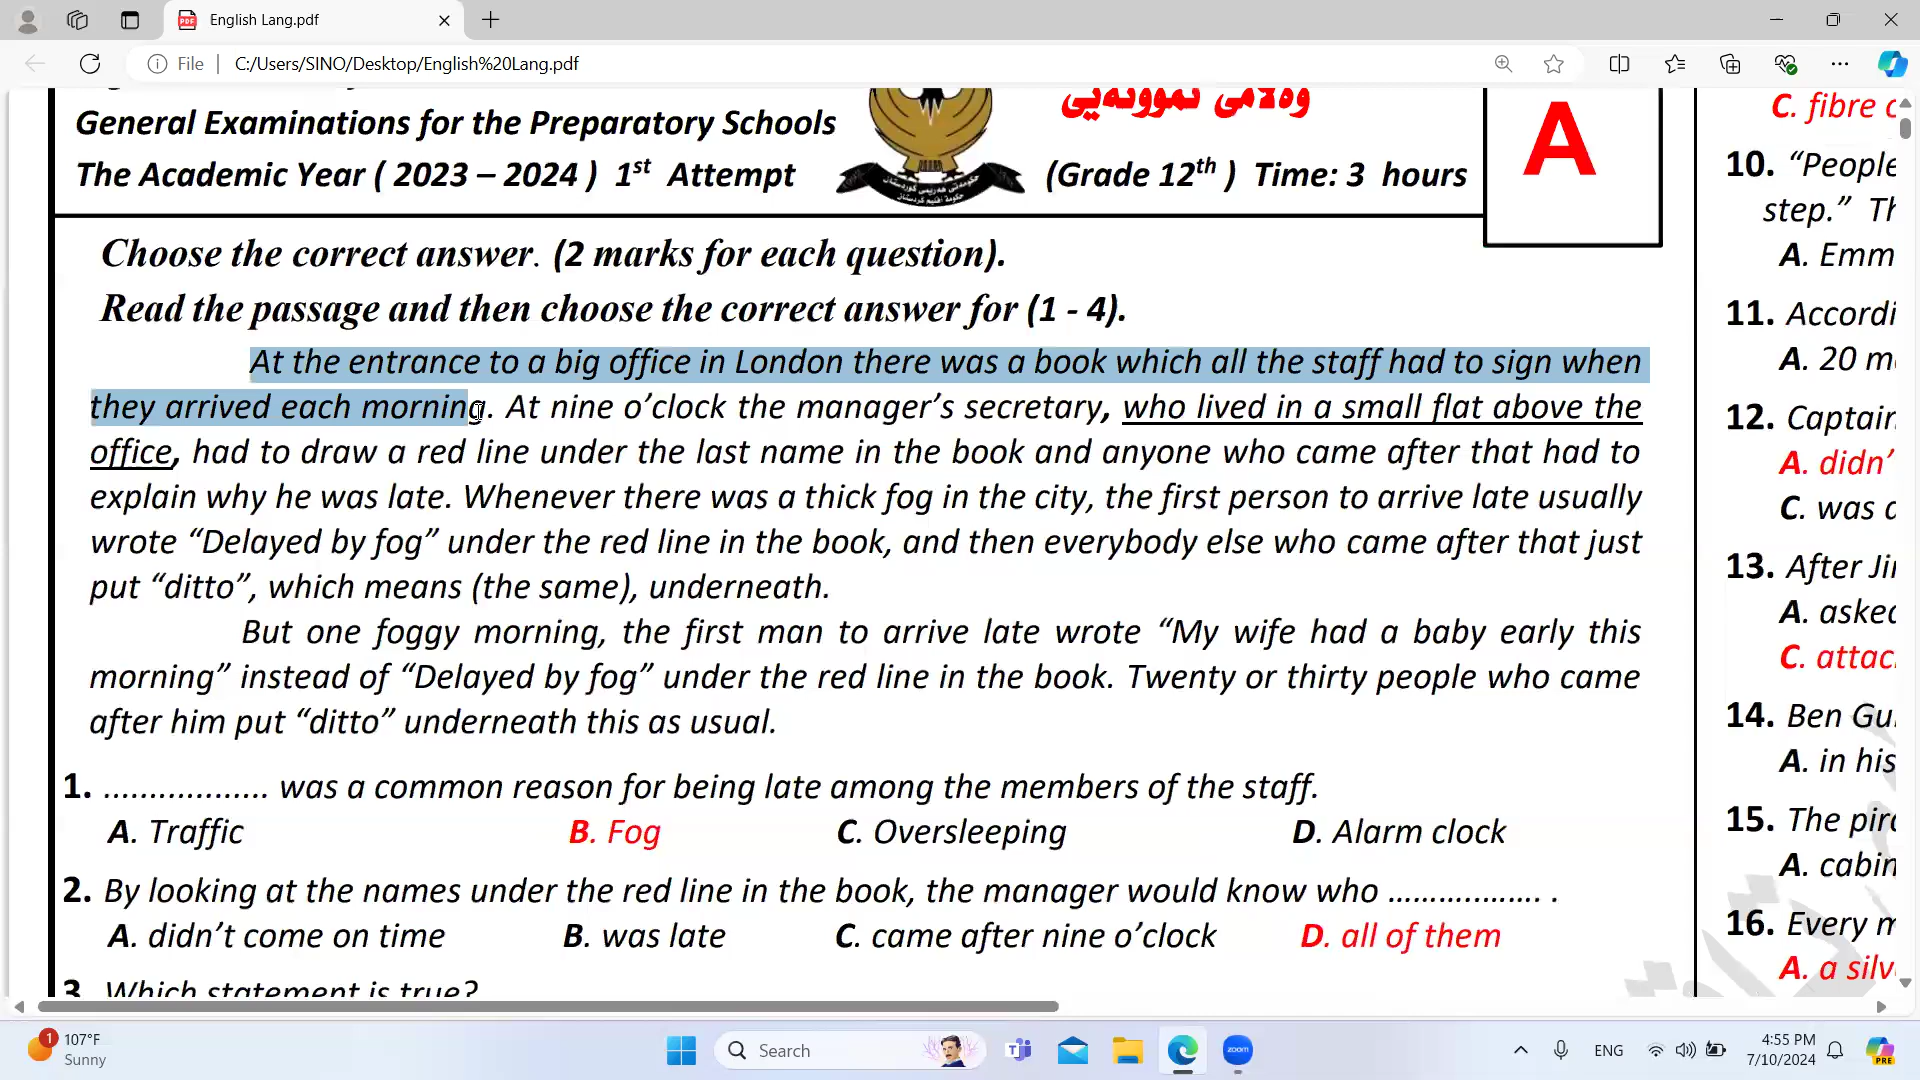 English Lang.pdf
File
C:/Users/SINO/Desktop/English%20Lang.pdf
General Examinations for the Preparatory Schools
وەڵامی نموونەیی
The Academic Year ( 2023 – 2024 ) 1st Attempt
(Grade 12th ) Time: 3 hours
A
Choose the correct answer. (2 marks for each question).
Read the passage and then choose the correct answer for (1 - 4).
At the entrance to a big office in London there was a book which all the staff had to sign when
they arrived each morning. At nine o’clock the manager’s secretary, who lived in a small flat above the
office, had to draw a red line under the last name in the book and anyone who came after that had to
explain why he was late. Whenever there was a thick fog in the city, the first person to arrive late usually
wrote “Delayed by fog” under the red line in the book, and then everybody else who came after that just
put “ditto”, which means (the same), underneath.
But one foggy morning, the first man to arrive late wrote “My wife had a baby early this
morning” instead of “Delayed by fog” under the red line in the book. Twenty or thirty people who came
after him put “ditto” underneath this as usual.
1. ................... was a common reason for being late among the members of the staff.
A. Traffic B. Fog C. Oversleeping D. Alarm clock
2. By looking at the names under the red line in the book, the manager would know who ................. .
A. didn’t come on time B. was late C. came after nine o’clock D. all of them
3. Which statement is true?
C. fibre
10. “People
step.” Th
A. Emm
11. Accordi
A. 20 m
12. Captain
A. didn’
C. was
13. After Ji
A. asked
C. attac
14. Ben Gu
A. in his
15. The pir
A. cabin
16. Every m
A. a silv
1
107°F
Sunny
Search
zoom
ENG
4:55 PM
7/10/2024
PRE